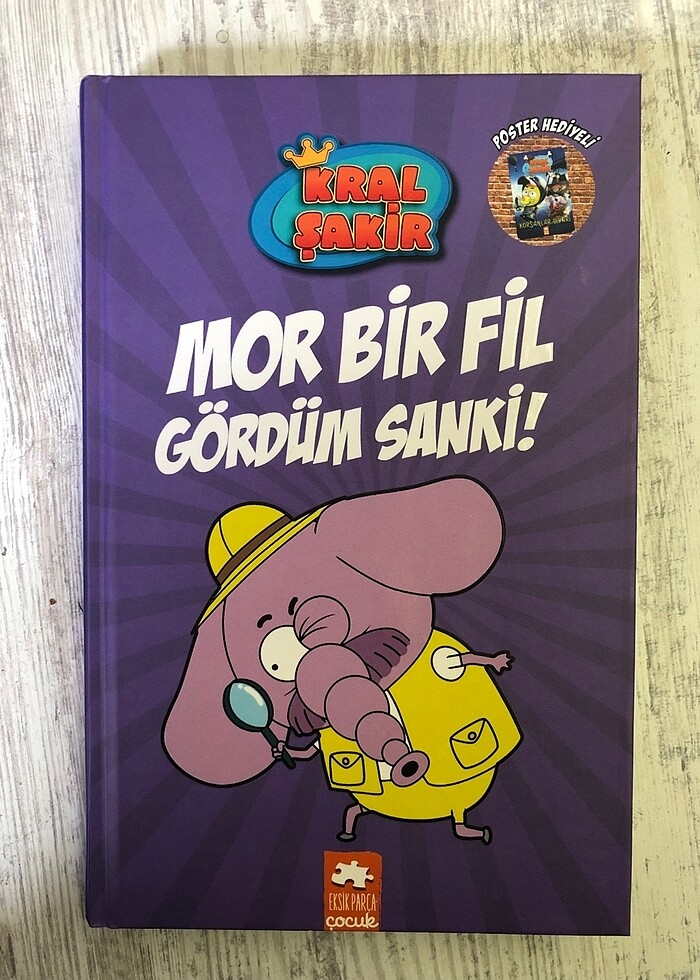 POSTER HEDİYELİ
KRAL
ŞAKİR
MOR BİR FİL
GÖRDÜM SANKİ!
EKSİK PARÇA
çocuk